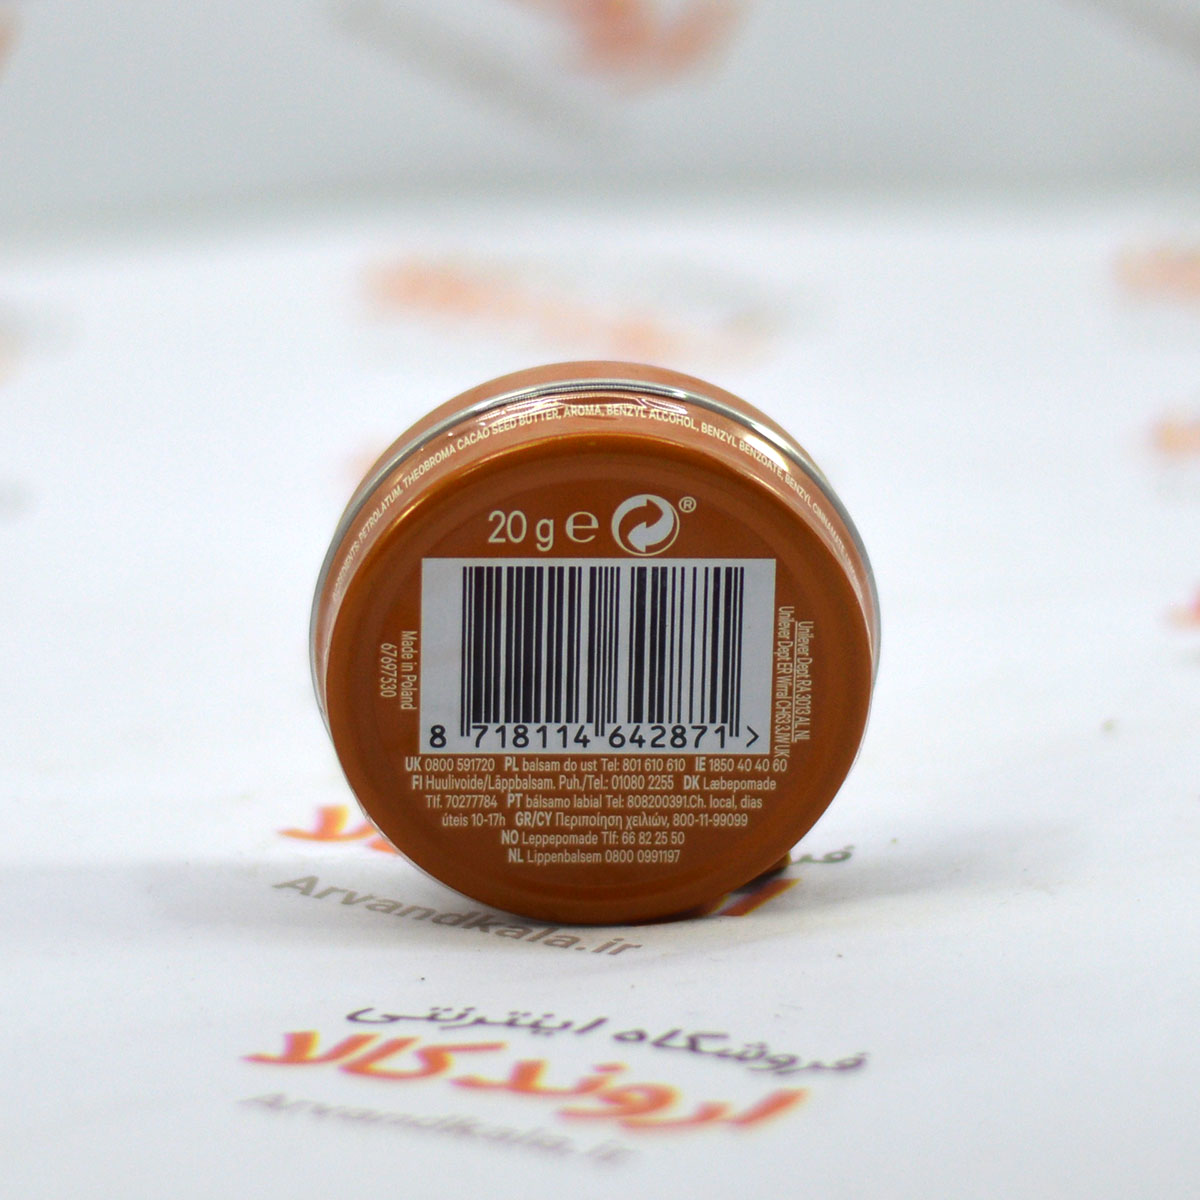 INGREDIENTS: PETROLATUM, THEOBROMA CACAO SEED BUTTER, AROMA, BENZYL ALCOHOL, BENZYL BENZOATE, BENZYL CINNAMATE,
20 g ℮ ®
Made in Poland
67697530
Unilever Dept RA 3013 AL NL
Unilever Dept ER Wirral CH63 3JW UK
8 718114 642871 >
UK 0800 591720 PL balsam do ust Tel: 801 610 610 IE 1850 40 40 60
FI Huulivoide/Läppbalsam. Puh./Tel.: 01080 2255 DK Læbepomade
Tlf. 70277784 PT bálsamo labial Tel: 808200391.Ch. local, dias
úteis 10-17h GR/CY Περιποίηση χειλιών, 800-11-99099
NO Leppepomade Tlf: 66 82 25 50
NL Lippenbalsem 0800 0991197
Arvandkala.ir
فروشگاه اینترنتی
اروند کالا
Arvandkala.ir